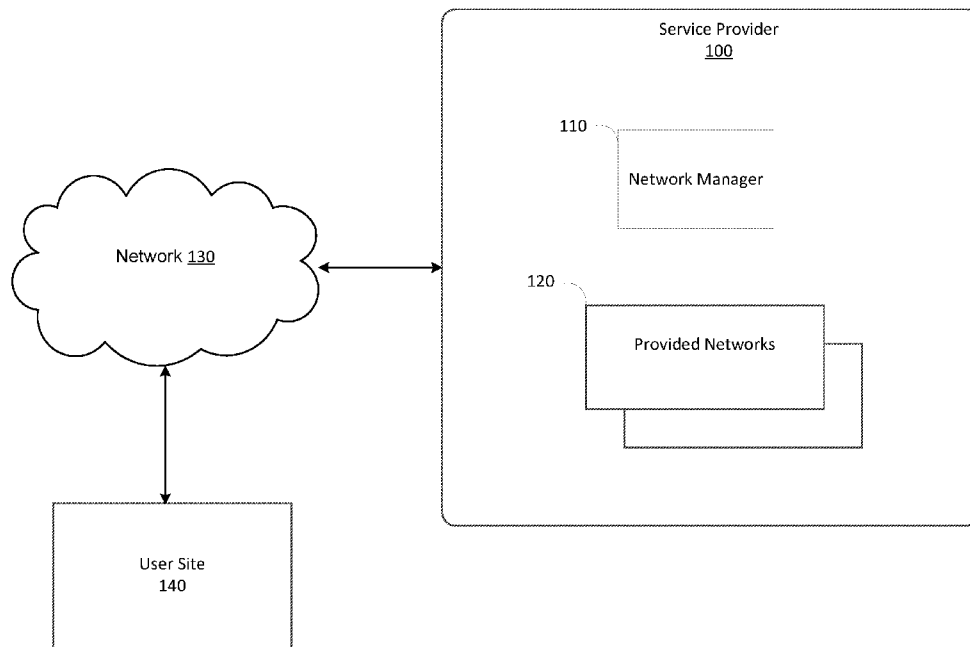 Service Provider
100
110
Network Manager
Network 130
120
Provided Networks
User Site
140